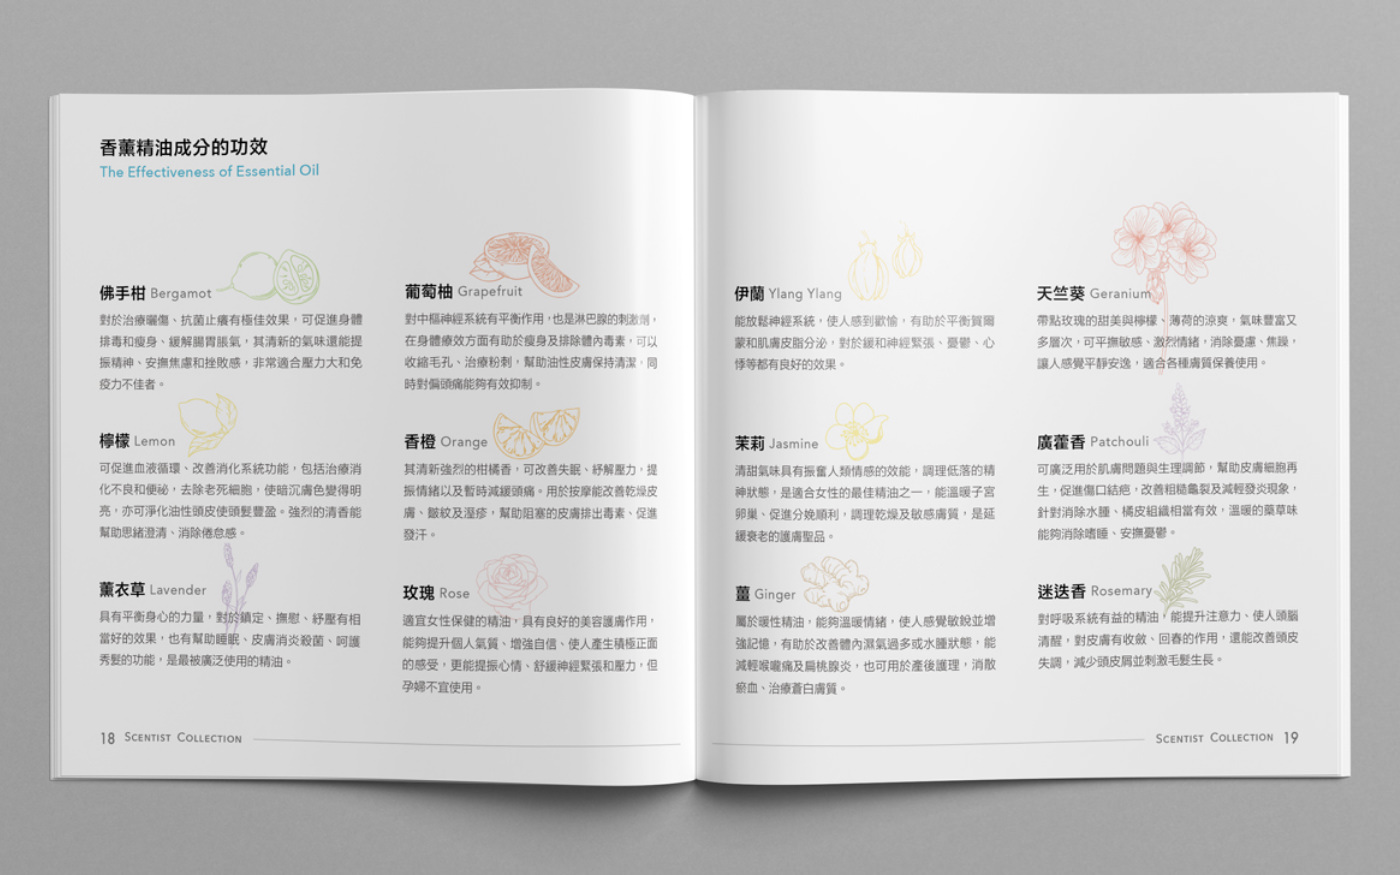 香薰精油成分的功效
The Effectiveness of Essential Oil
佛手柑 Bergamot
對於治療曬傷、抗菌止癢有極佳效果，可促進身體
排毒和瘦身、緩解腸胃脹氣，其清新的氣味還能提
振精神、安撫焦慮和挫敗感，非常適合壓力大和免
疫力不佳者。
檸檬 Lemon
可促進血液循環、改善消化系統功能，包括治療消
化不良和便祕，去除老死細胞，使暗沉膚色變得明
亮，亦可淨化油性頭皮使頭髮豐盈。強烈的清香能
幫助思緒澄清、消除倦怠感。
薰衣草 Lavender
具有平衡身心的力量，對於鎮定、撫慰、紓壓有相
當好的效果，也有幫助睡眠、皮膚消炎殺菌、呵護
秀髮的功能，是最被廣泛使用的精油。
葡萄柚 Grapefruit
對中樞神經系統有平衡作用，也是淋巴腺的刺激劑，
在身體療效方面有助於瘦身及排除體內毒素，可以
收縮毛孔、治療粉刺，幫助油性皮膚保持清潔，同
時對偏頭痛能夠有效抑制。
香橙 Orange
其清新強烈的柑橘香，可改善失眠、紓解壓力，提
振情緒以及暫時減緩頭痛。用於按摩能改善乾燥皮
膚、皺紋及溼疹，幫助阻塞的皮膚排出毒素、促進
發汗。
玫瑰 Rose
適宜女性保健的精油，具有良好的美容護膚作用，
能夠提升個人氣質、增強自信、使人產生積極正面
的感受，更能提振心情、舒緩神經緊張和壓力，但
孕婦不宜使用。
18 Scentist Collection
伊蘭 Ylang Ylang
能放鬆神經系統，使人感到歡愉，有助於平衡賀爾
蒙和肌膚皮脂分泌，對於緩和神經緊張、憂鬱、心
悸等都有良好的效果。
茉莉 Jasmine
清甜氣味具有振奮人類情感的效能，調理低落的精
神狀態，是適合女性的最佳精油之一，能溫暖子宮
卵巢、促進分娩順利，調理乾燥及敏感膚質，是延
緩衰老的護膚聖品。
薑 Ginger
屬於暖性精油，能夠溫暖情緒，使人感覺敏銳並增
強記憶，有助於改善體內濕氣過多或水腫狀態，能
減輕喉嚨痛及扁桃腺炎，也可用於產後護理，消散
瘀血、治療蒼白膚質。
天竺葵 Geranium
帶點玫瑰的甜美與檸檬、薄荷的涼爽，氣味豐富又
多層次，可平撫敏感、激烈情緒，消除憂慮、焦躁，
讓人感覺平靜安逸，適合各種膚質保養使用。
廣藿香 Patchouli
可廣泛用於肌膚問題與生理調節，幫助皮膚細胞再
生，促進傷口結疤，改善粗糙龜裂及減輕發炎現象，
針對消除水腫、橘皮組織相當有效，溫暖的藥草味
能夠消除嗜睡、安撫憂鬱。
迷迭香 Rosemary
對呼吸系統有益的精油，能提升注意力、使人頭腦
清醒，對皮膚有收斂、回春的作用，還能改善頭皮
失調，減少頭皮屑並刺激毛髮生長。
Scentist Collection 19